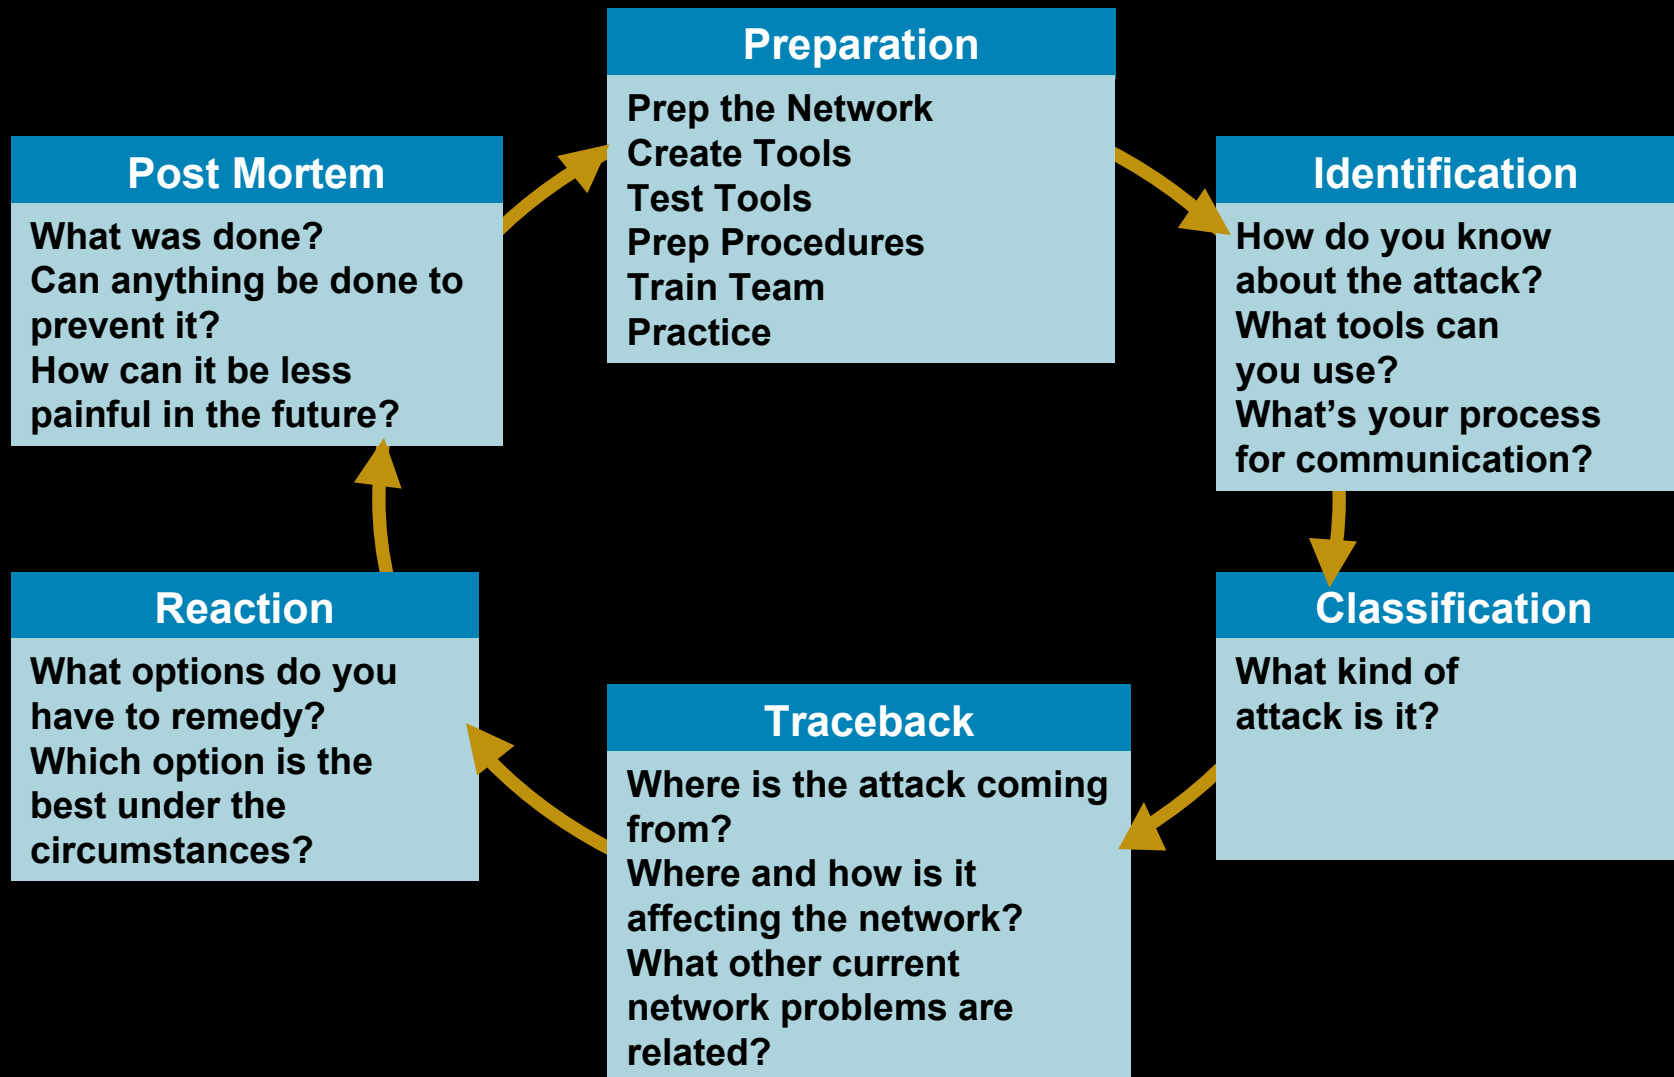 Preparation
Prep the Network
Create Tools
Test Tools
Prep Procedures
Train Team
Practice
Identification
How do you know
about the attack?
What tools can
you use?
What’s your process
for communication?
Classification
What kind of
attack is it?
Traceback
Where is the attack coming
from?
Where and how is it
affecting the network?
What other current
network problems are
related?
Reaction
What options do you
have to remedy?
Which option is the
best under the
circumstances?
Post Mortem
What was done?
Can anything be done to
prevent it?
How can it be less
painful in the future?